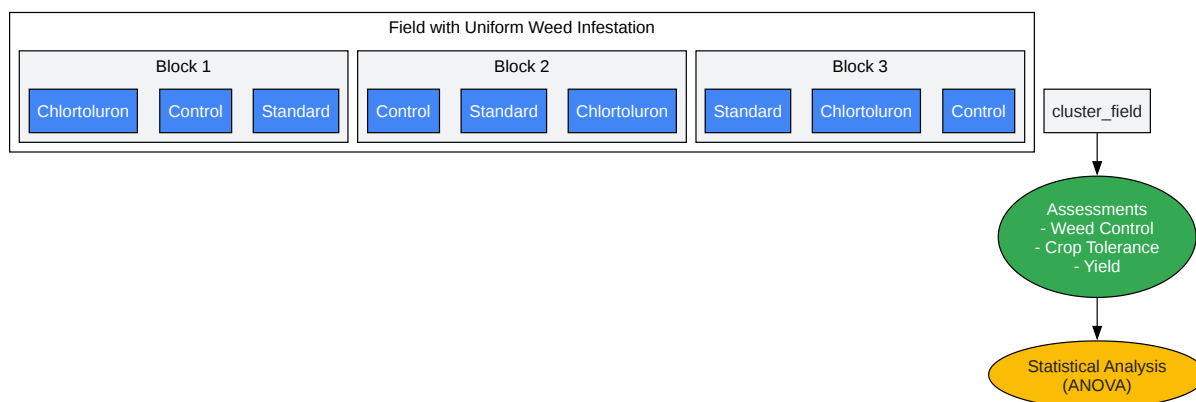 Field with Uniform Weed Infestation
Block 1
Chlortoluron
Control
Standard
Block 2
Control
Standard
Chlortoluron
Block 3
Standard
Chlortoluron
Control
cluster_field
Assessments
- Weed Control
- Crop Tolerance
- Yield
Statistical Analysis
(ANOVA)